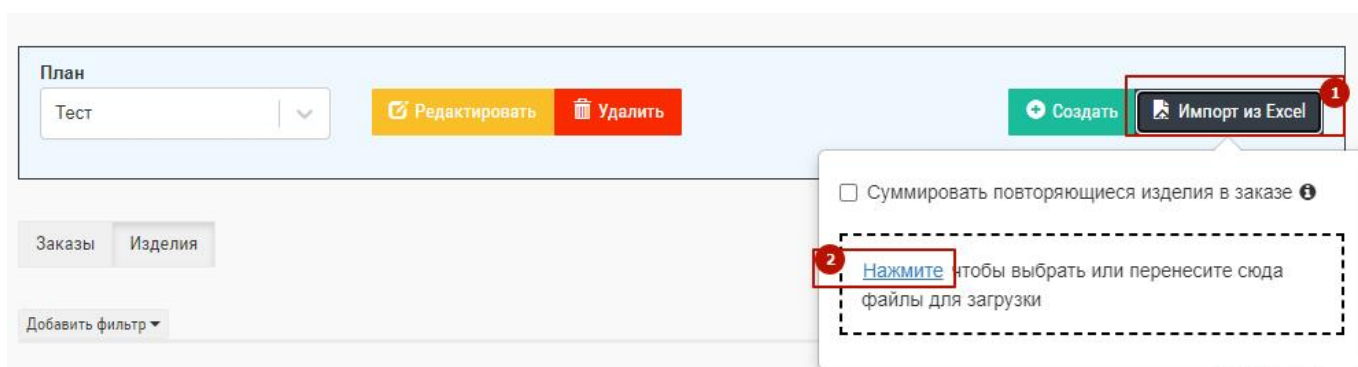 План
Тест
Редактировать
Удалить
Создать
Импорт из Excel
1
Суммировать повторяющиеся изделия в заказе
Заказы Изделия
2
Нажмите чтобы выбрать или перенесите сюда
файлы для загрузки
Добавить фильтр